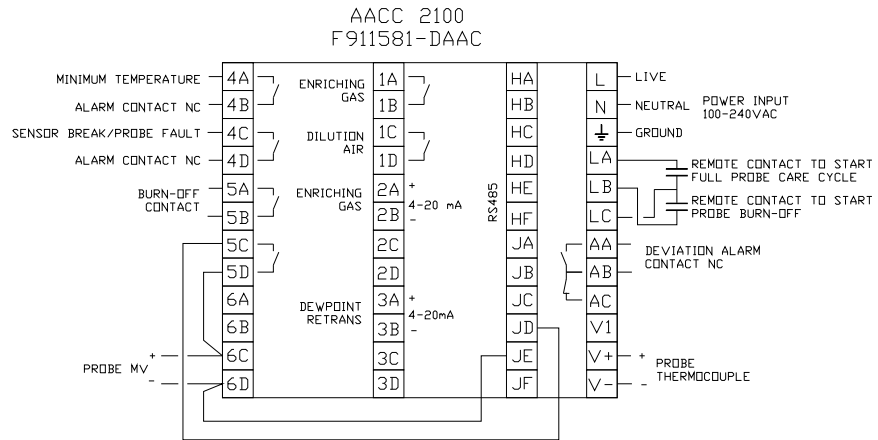 AACC 2100
F911581-DAAC
MINIMUM TEMPERATURE 4A ENRICHING GAS 1A HA L LIVE
ALARM CONTACT NC 4B 1B HB N NEUTRAL POWER INPUT 100-240VAC
SENSOR BREAK/PROBE FAULT 4C DILUTION AIR 1C HC GROUND
ALARM CONTACT NC 4D 1D HD LA REMOTE CONTACT TO START FULL PROBE CARE CYCLE
BURN-OFF CONTACT 5A ENRICHING GAS 2A + 4-20 mA RS485 HE LB
5B 2B - HF LC REMOTE CONTACT TO START PROBE BURN-OFF
5C 2C JA AA DEVIATION ALARM CONTACT NC
5D 2D JB AB
6A DEWPOINT RETRANS 3A + 4-20mA JC AC
6B 3B - JD V1
PROBE MV + 6C 3C JE V+ + PROBE THERMOCOUPLE
- 6D 3D JF V- -